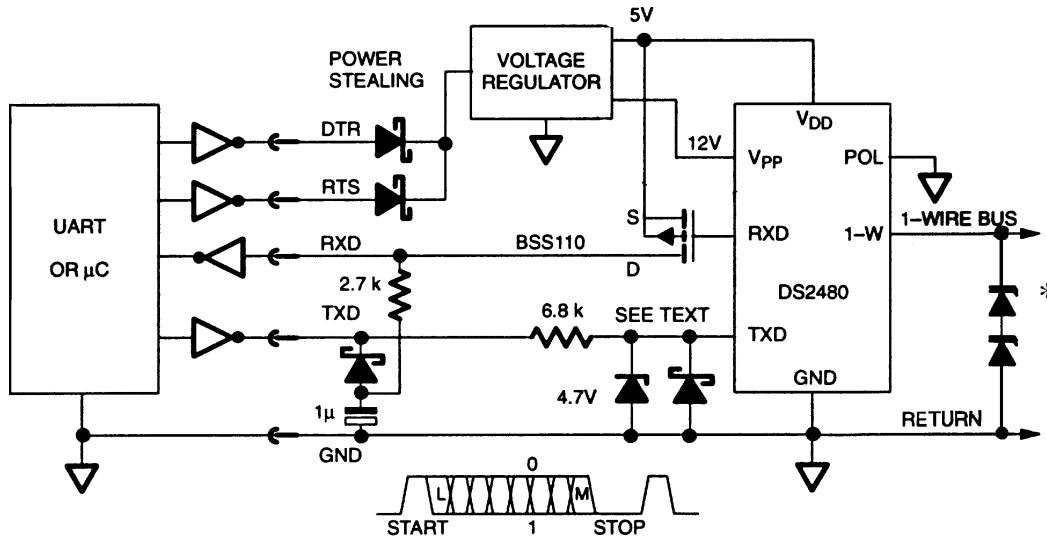 5V
POWER
STEALING
VOLTAGE
REGULATOR
DTR
12V
VDD
VPP
POL
RTS
UART
OR μC
S
1–WIRE BUS
RXD
BSS110
RXD
1–W
D
2.7 k
DS2480
*
TXD
6.8 k
SEE TEXT
TXD
GND
4.7V
1μ
RETURN
GND
0
L
M
START
1
STOP